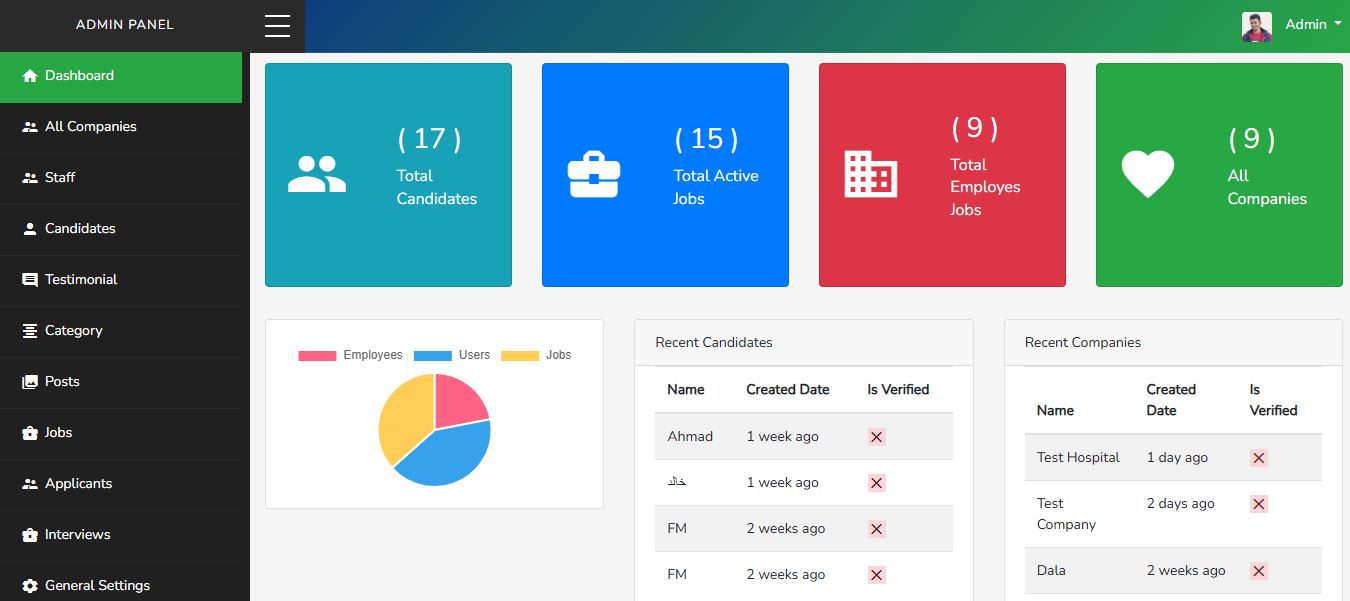 ADMIN PANEL
Admin
Dashboard
All Companies
Staff
Candidates
Testimonial
Category
Posts
Jobs
Applicants
Interviews
General Settings
( 17 )
Total
Candidates
( 15 )
Total Active
Jobs
( 9 )
Total
Employes
Jobs
( 9 )
All
Companies
Employees Users Jobs
Recent Candidates
Name Created Date Is Verified
Ahmad 1 week ago
خالد 1 week ago
FM 2 weeks ago
FM 2 weeks ago
Recent Companies
Name Created Date Is Verified
Test Hospital 1 day ago
Test Company 2 days ago
Dala 2 weeks ago